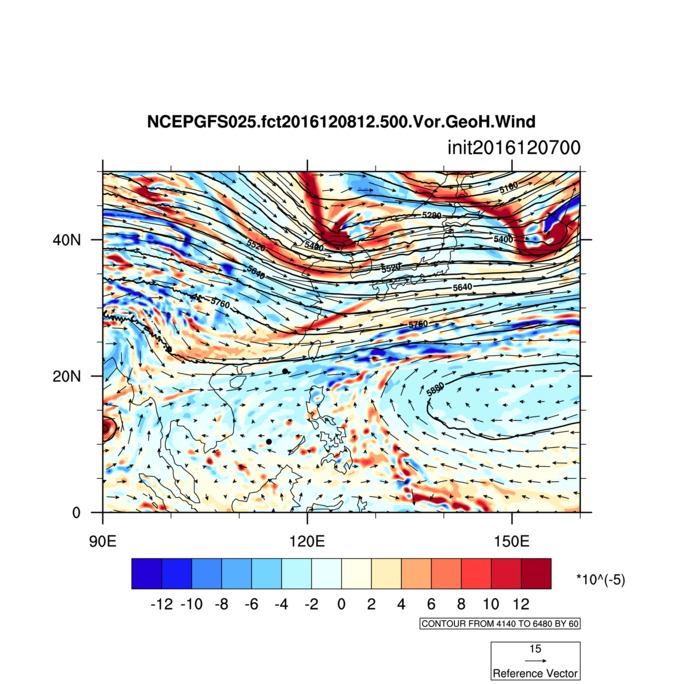 NCEPGFS025.fct2016120812.500.Vor.GeoH.Wind
init2016120700
5160
5280
40N
5400
5400
5520
5520
5640
5640
5760
5760
20N
5880
0
90E 120E 150E
-12 -10 -8 -6 -4 -2 0 2 4 6 8 10 12
*10^(-5)
CONTOUR FROM 4140 TO 6480 BY 60
15
Reference Vector